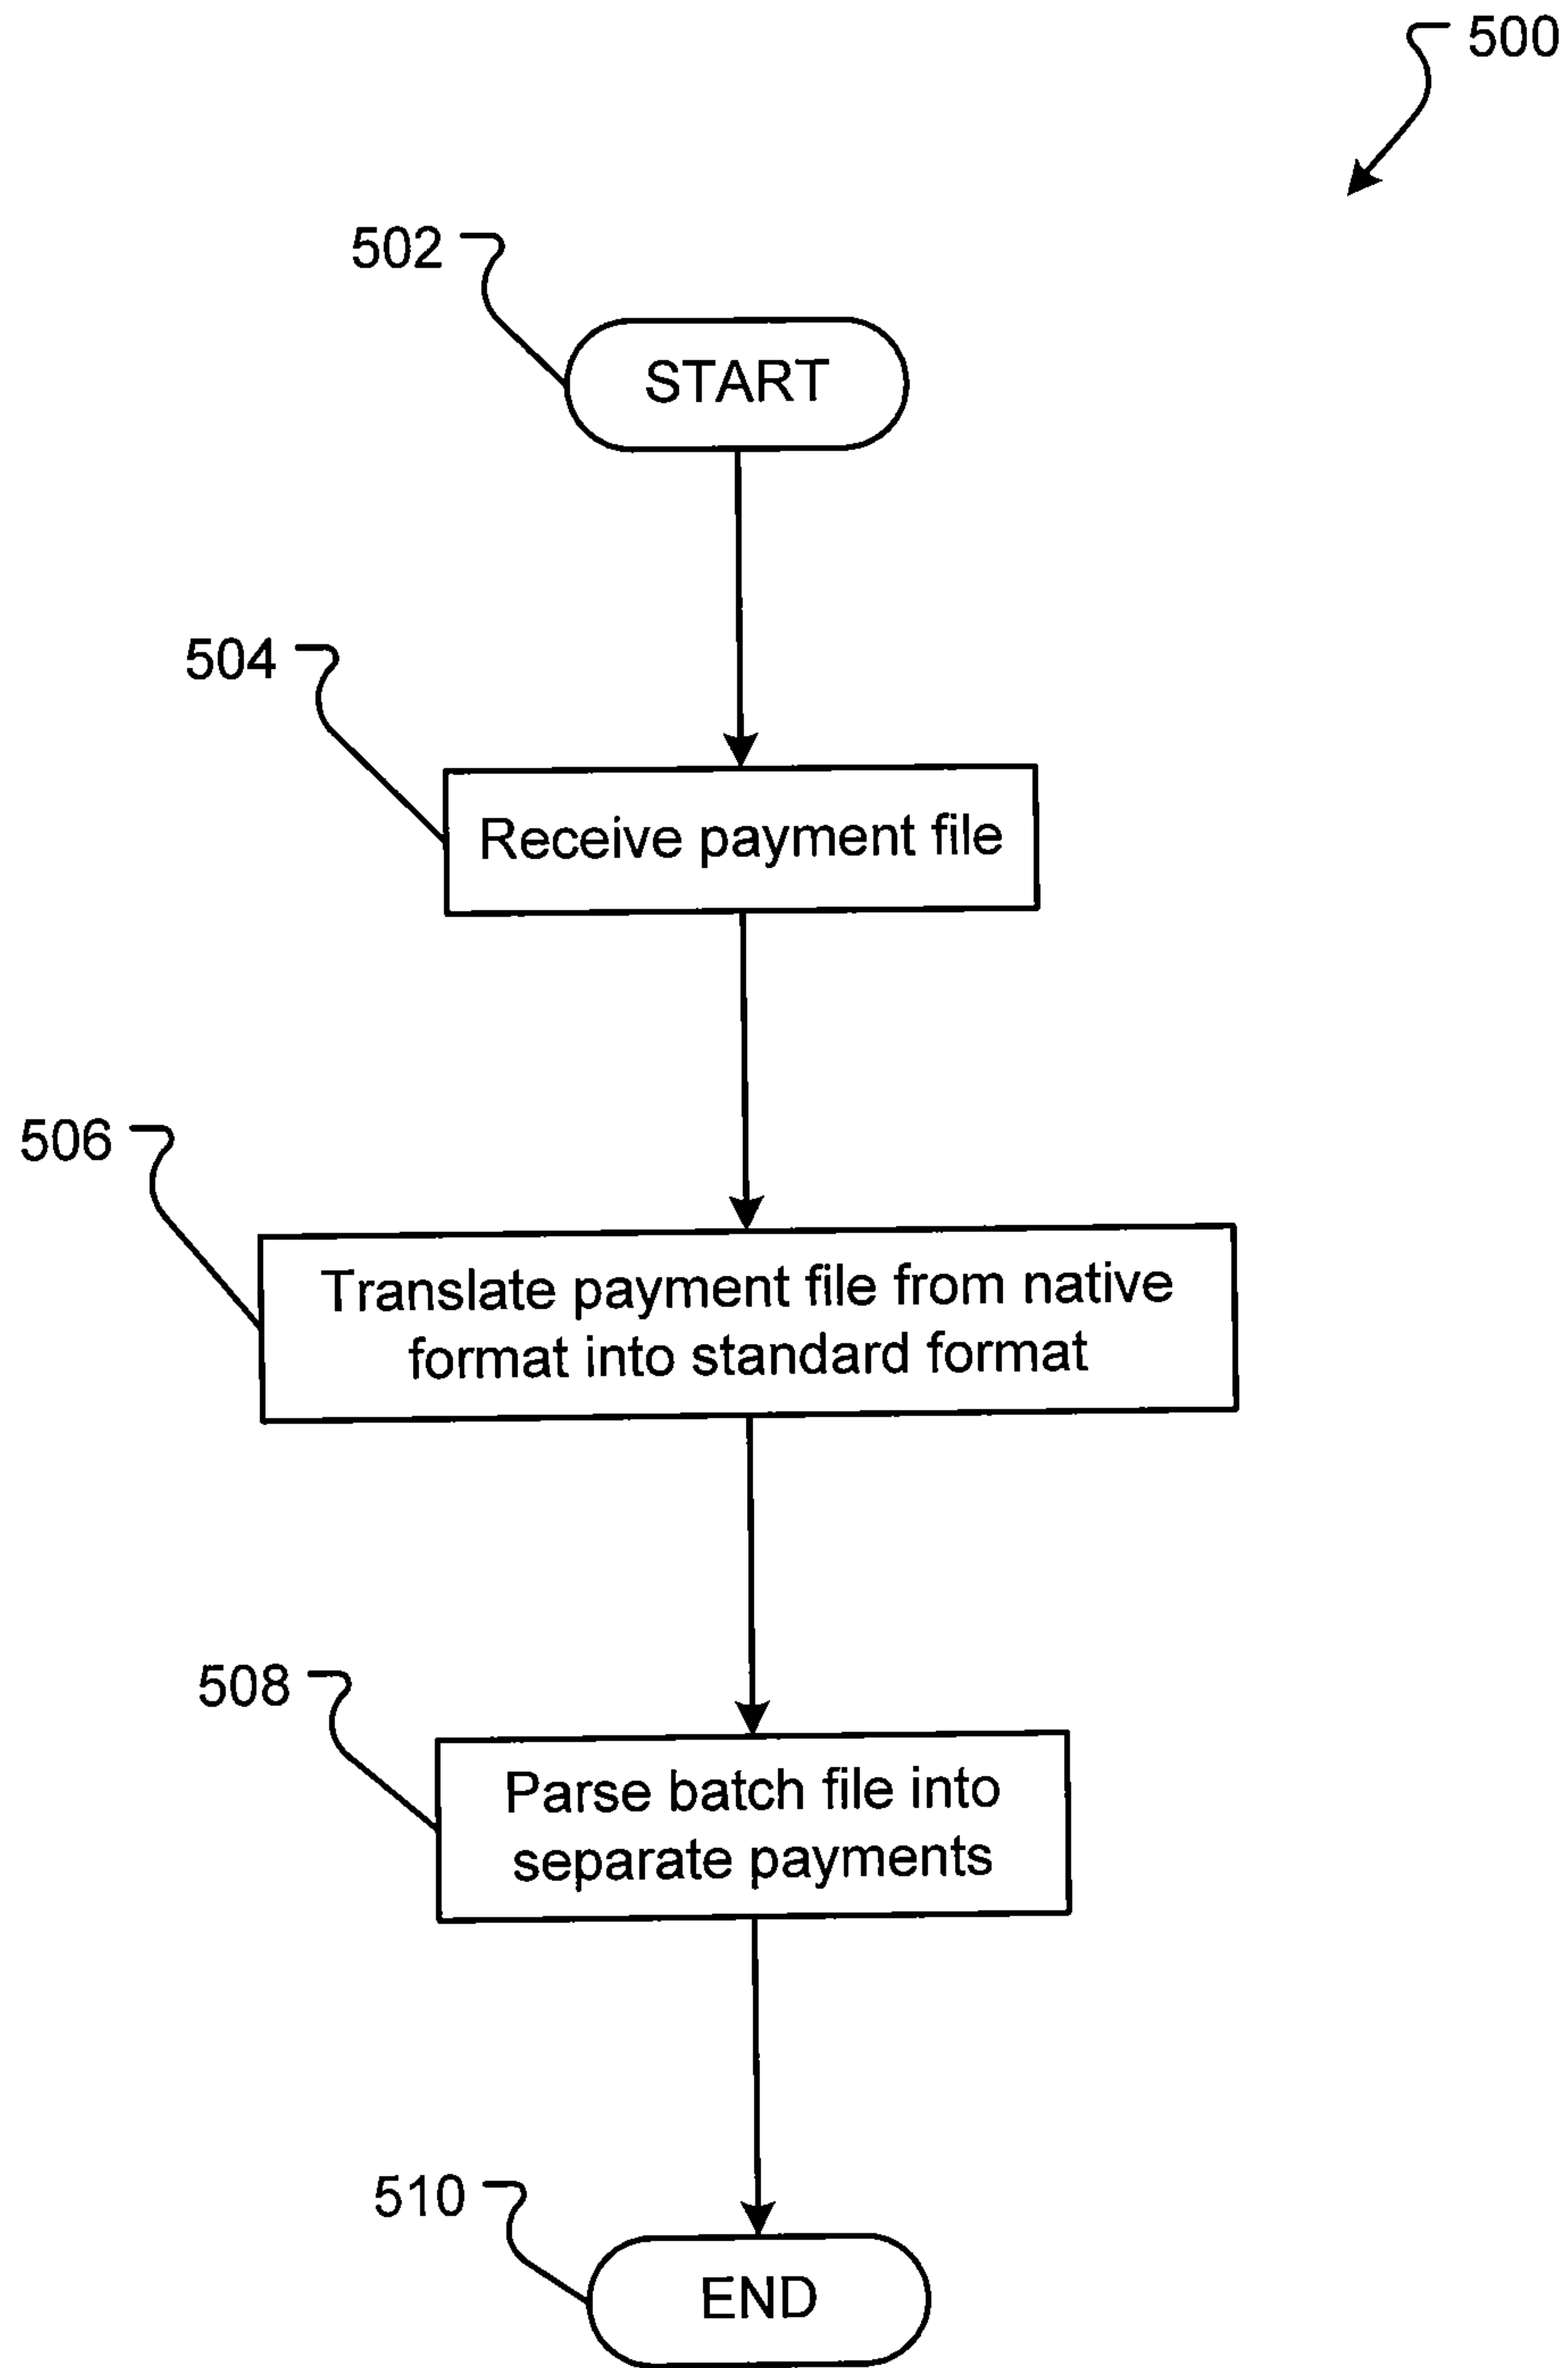 500
502
START
504
Receive payment file
506
Translate payment file from native
format into standard format
508
Parse batch file into
separate payments
510
END